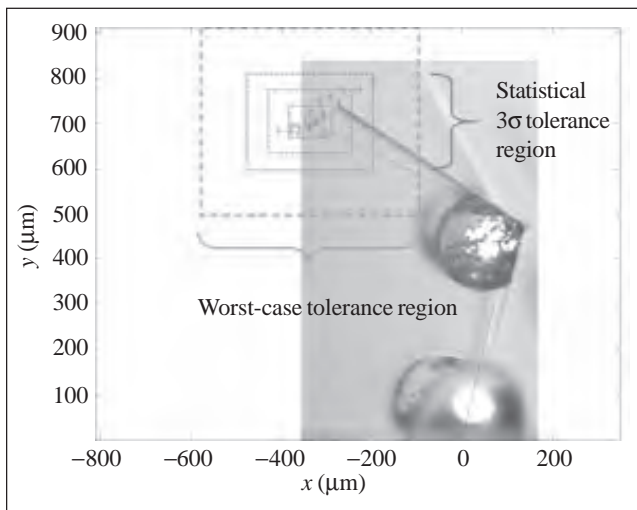 900
800
700
600
500
400
300
200
100
y (μm)
Statistical
3σ tolerance
region
Worst-case tolerance region
−800
−600
−400
−200
0
200
x (μm)